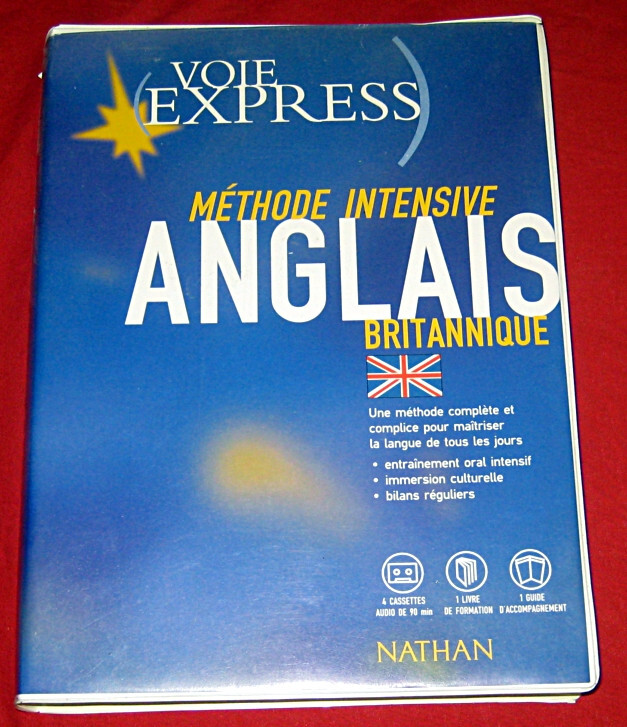 VOIE
(EXPRESS)
MÉTHODE INTENSIVE
ANGLAIS
BRITANNIQUE
Une méthode complète et
complice pour maîtriser
la langue de tous les jours
• entraînement oral intensif
• immersion culturelle
• bilans réguliers
4 CASSETTES
AUDIO DE 90 min
1 LIVRE
DE FORMATION
1 GUIDE
D'ACCOMPAGNEMENT
NATHAN